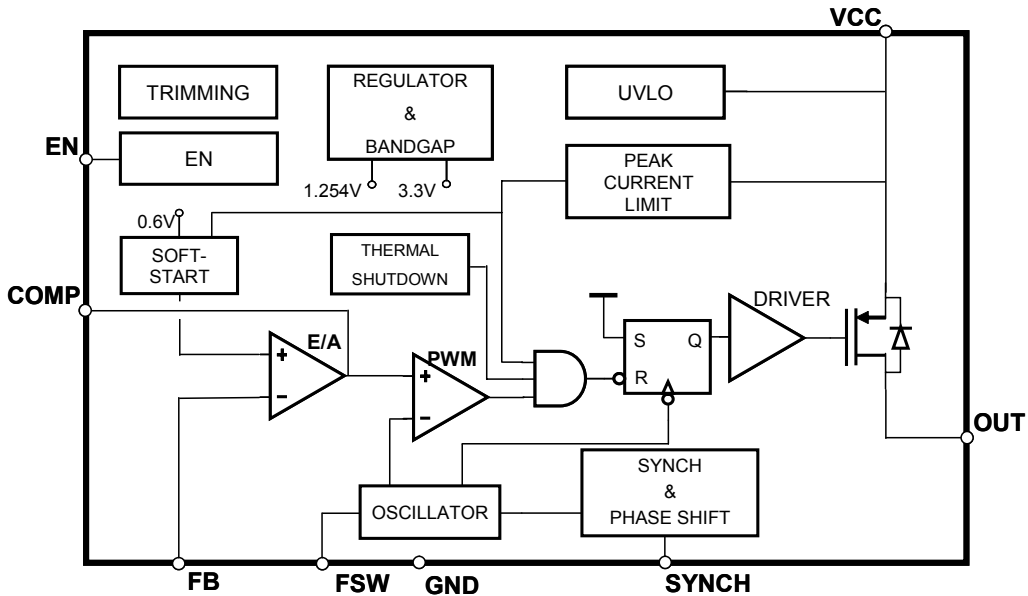 VCC
TRIMMING
REGULATOR
&
BANDGAP
UVLO
EN
EN
PEAK
CURRENT
LIMIT
1.254V
3.3V
0.6V
SOFT-
START
THERMAL
SHUTDOWN
COMP
DRIVER
E/A
PWM
S
Q
R
+
-
+
-
OUT
SYNCH
&
PHASE SHIFT
OSCILLATOR
FB
FSW
GND
SYNCH